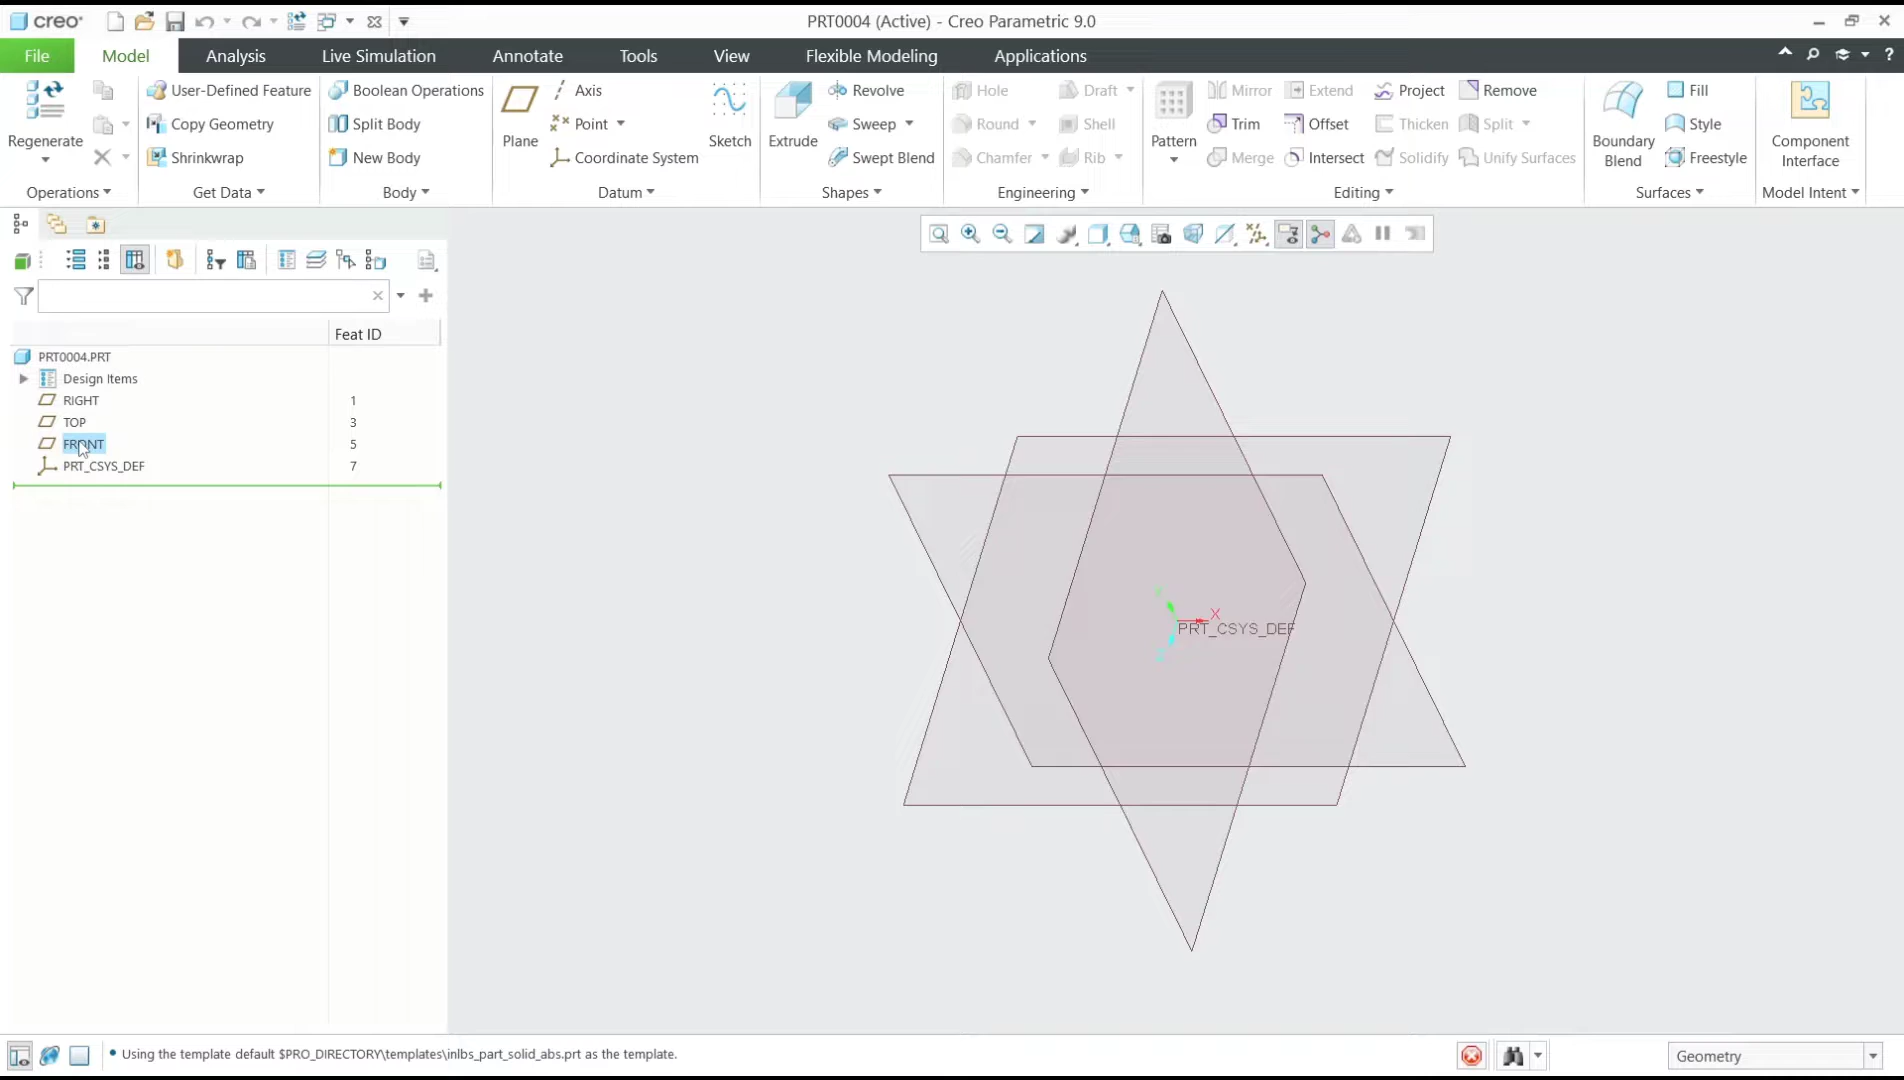 creo
PRT0004 (Active) - Creo Parametric 9.0
File Model Analysis Live Simulation Annotate Tools View Flexible Modeling Applications ?
Regenerate
Operations
User-Defined Feature
Copy Geometry
Shrinkwrap
Get Data
Boolean Operations
Split Body
New Body
Body
Plane
Axis
Point
Coordinate System
Sketch
Datum
Extrude
Revolve
Sweep
Swept Blend
Shapes
Hole
Round
Chamfer
Draft
Shell
Rib
Engineering
Pattern
Mirror
Trim
Merge
Extend
Offset
Intersect
Project
Thicken
Solidify
Remove
Split
Unify Surfaces
Editing
Boundary
Blend
Fill
Style
Freestyle
Surfaces
Component
Interface
Model Intent
Feat ID
PRT0004.PRT
Design Items
RIGHT 1
TOP 3
FRONT 5
PRT_CSYS_DEF 7
X
PRT_CSYS_DEF
Using the template default $PRO_DIRECTORY\templates\inlbs_part_solid_abs.prt as the template.
Geometry